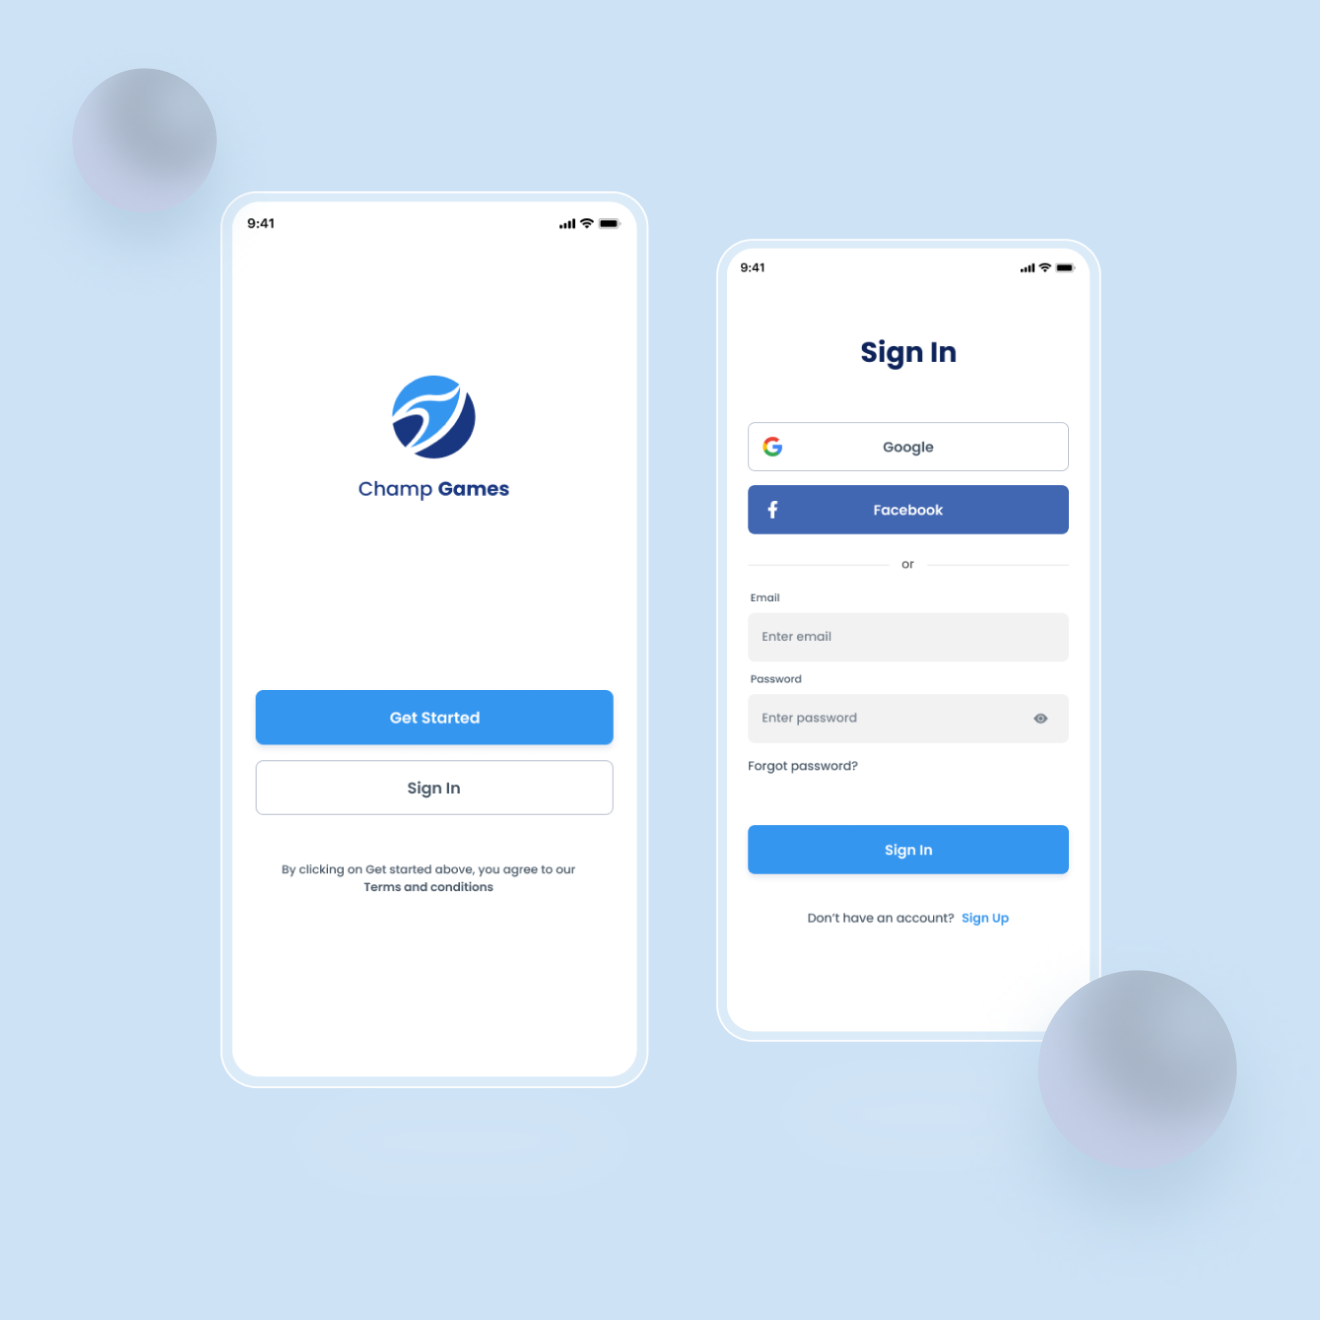 9:41
Champ Games
Get Started
Sign In
By clicking on Get started above, you agree to our
Terms and conditions
9:41
Sign In
Google
Facebook
or
Email
Enter email
Password
Enter password
Forgot password?
Sign In
Don't have an account? Sign Up